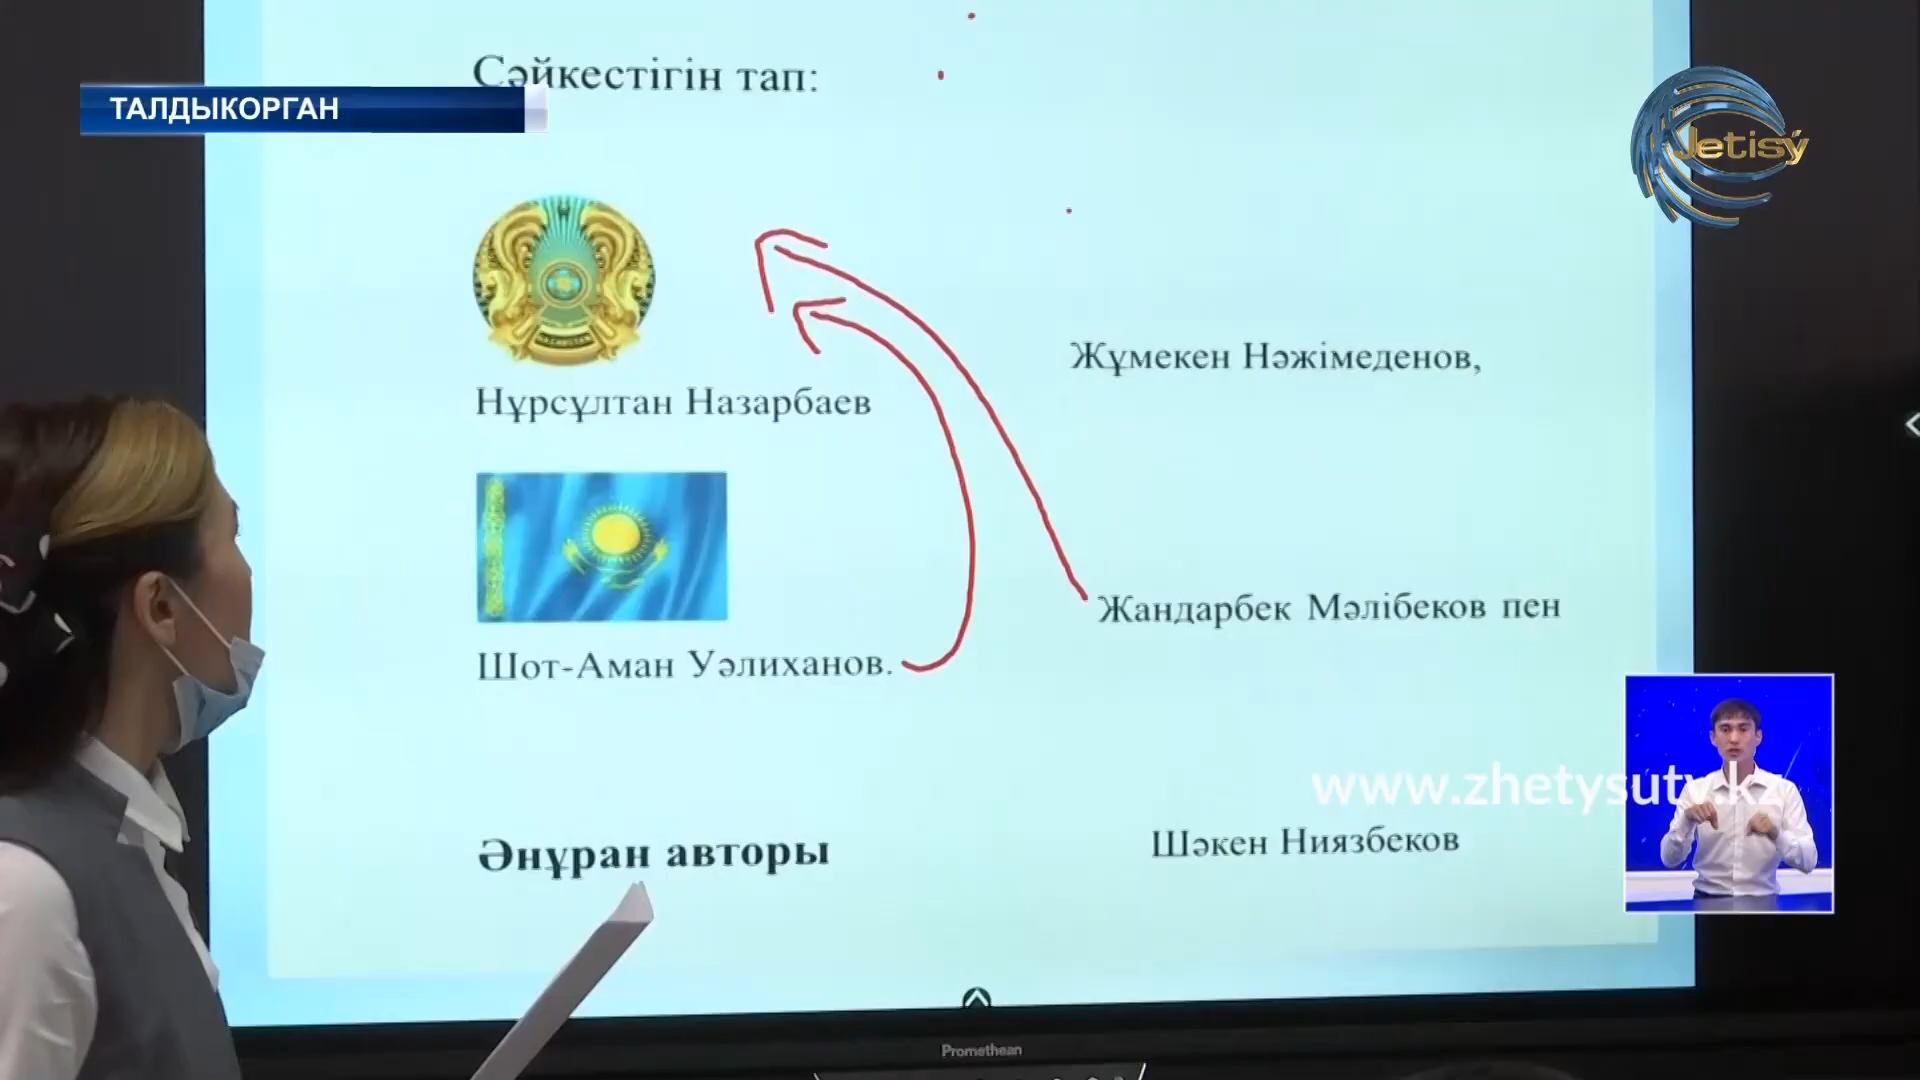 Сәйкестігін тап:
ТАЛДЫКОРГАН
Jetisý
Жұмекен Нәжімеденов,
Нұрсұлтан Назарбаев
Жандарбек Мәлібеков пен
Шот-Аман Уәлиханов.
www.zhetysutv.kz
Әнұран авторы
Шәкен Ниязбеков
Promethean